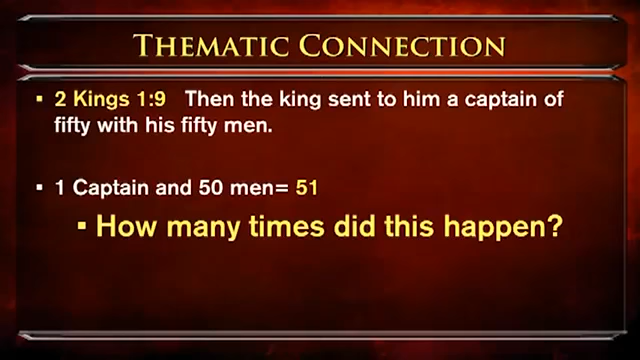 THEMATIC CONNECTION
▪ 2 Kings 1:9 Then the king sent to him a captain of
fifty with his fifty men.
▪ 1 Captain and 50 men= 51
▪ How many times did this happen?